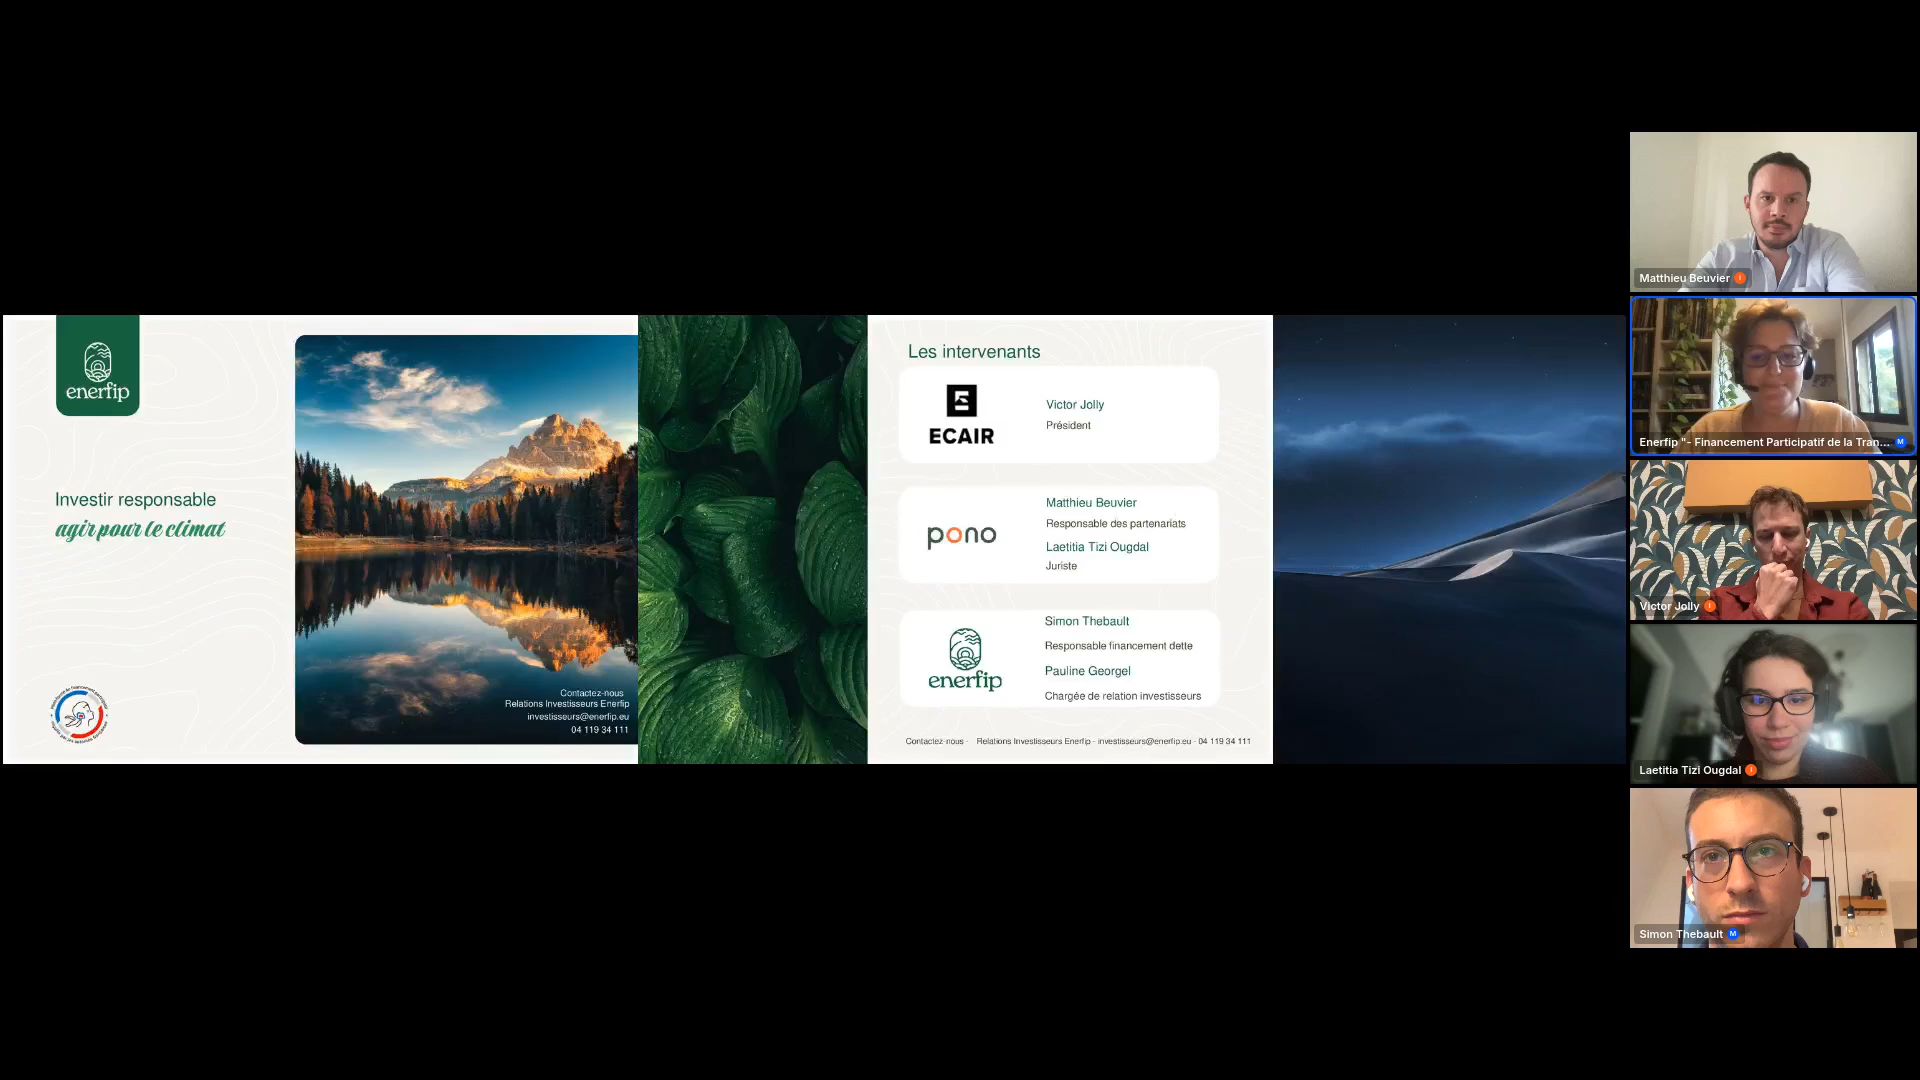 enerfip
Investir responsable
agir pour le climat
Contactez-nous
Relations Investisseurs Enerfip
investisseurs@enerfip.eu
04 119 34 111
Les intervenants
ECAIR
Victor Jolly
Président
pono
Matthieu Beuvier
Responsable des partenariats
Laetitia Tizi Ougdal
Juriste
enerfip
Simon Thebault
Responsable financement dette
Pauline Georgel
Chargée de relation investisseurs
Contactez-nous - Relations Investisseurs Enerfip - investisseurs@enerfip.eu - 04 119 34 111
Matthieu Beuvier I
Enerfip "- Financement Participatif de la Tran... M
Victor Jolly I
Laetitia Tizi Ougdal I
Simon Thebault M